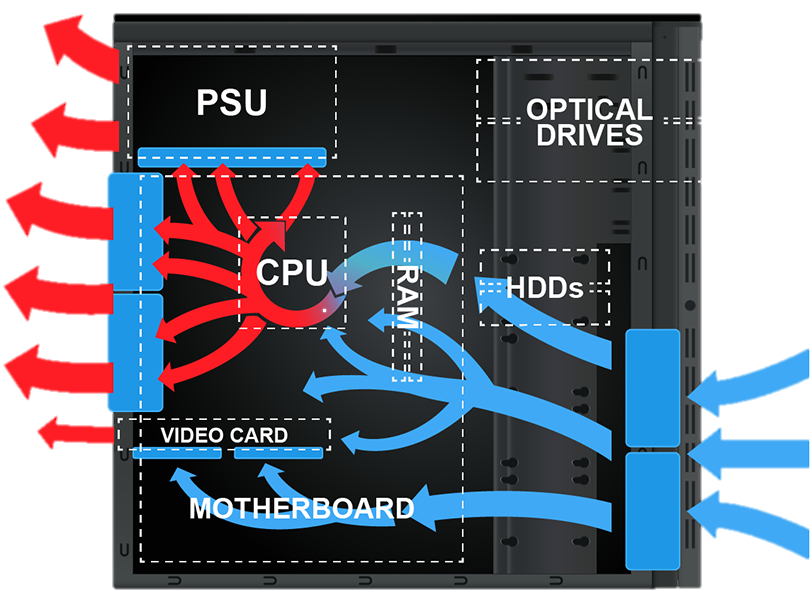 PSU
OPTICAL
DRIVES
CPU
RAM
HDDs
VIDEO CARD
MOTHERBOARD